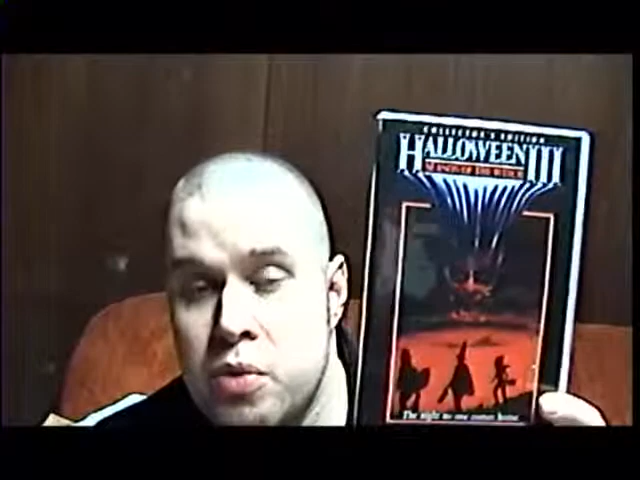 COLLECTOR'S EDITION
HALLOWEEN III
SEASON OF THE WITCH
The night no one comes home.